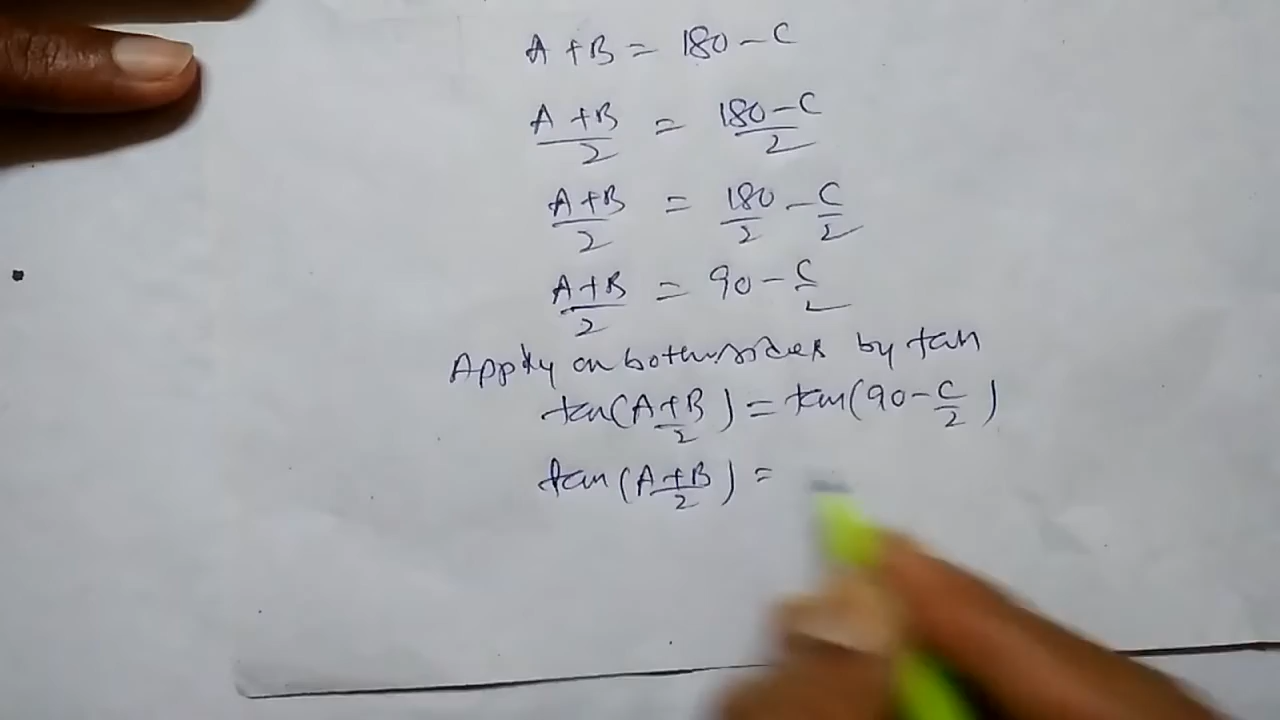 A+B = 180-C
A+B/2 = 180-C/2
A+B/2 = 180/2 - C/2
A+B/2 = 90 - C/2
Apply on both sides by tan
tan(A+B/2) = tan(90-C/2)
tan(A+B/2) =